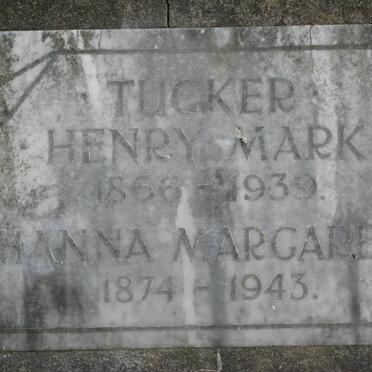 TUCKER
HENRY MARK
1866 - 1939.
HANNA MARGARE
1874 - 1943.